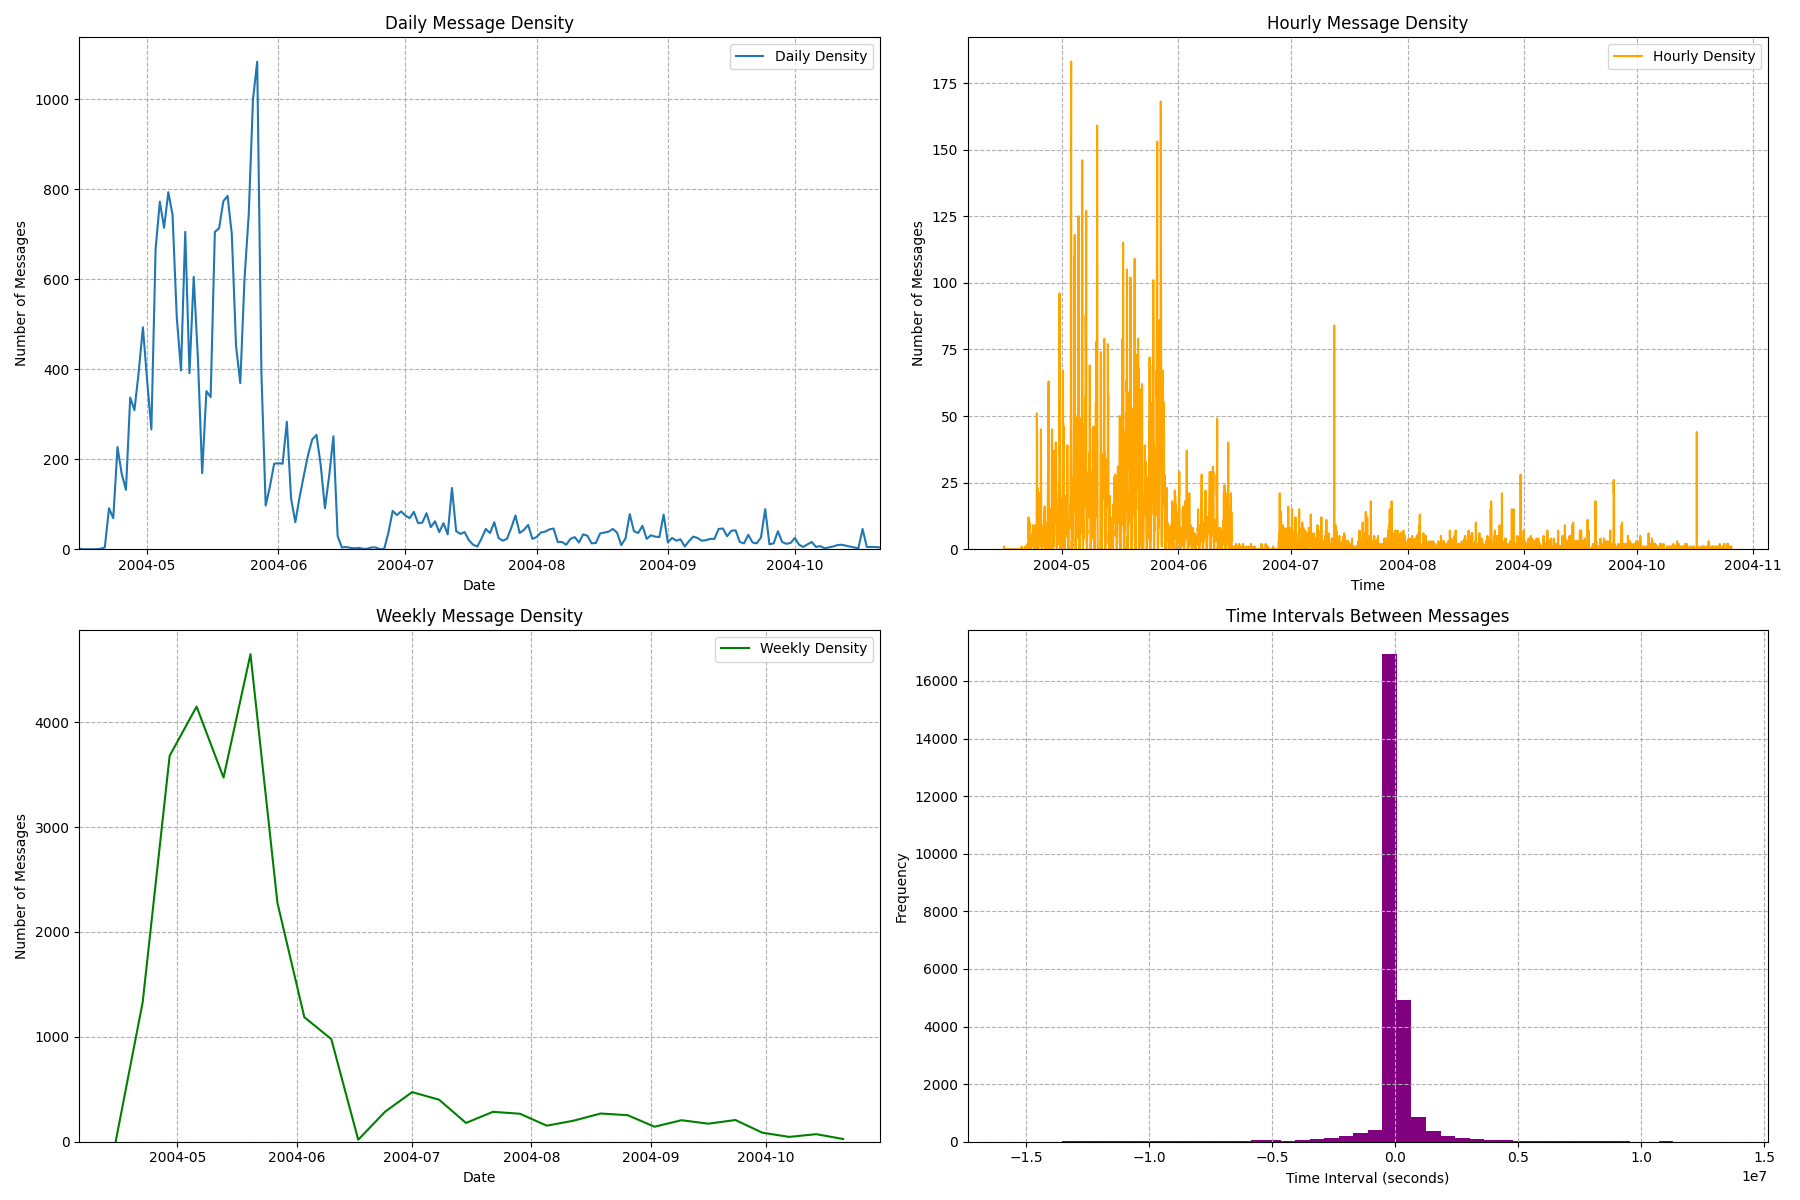 Daily Message Density
Number of Messages
1000
800
600
400
200
0
Daily Density
2004-05 2004-06 2004-07 2004-08 2004-09 2004-10
Date
Hourly Message Density
Number of Messages
175
150
125
100
75
50
25
0
Hourly Density
2004-05 2004-06 2004-07 2004-08 2004-09 2004-10 2004-11
Time
Weekly Message Density
Number of Messages
4000
3000
2000
1000
0
Weekly Density
2004-05 2004-06 2004-07 2004-08 2004-09 2004-10
Date
Time Intervals Between Messages
Frequency
16000
14000
12000
10000
8000
6000
4000
2000
0
−1.5 −1.0 −0.5 0.0 0.5 1.0 1.5
1e7
Time Interval (seconds)